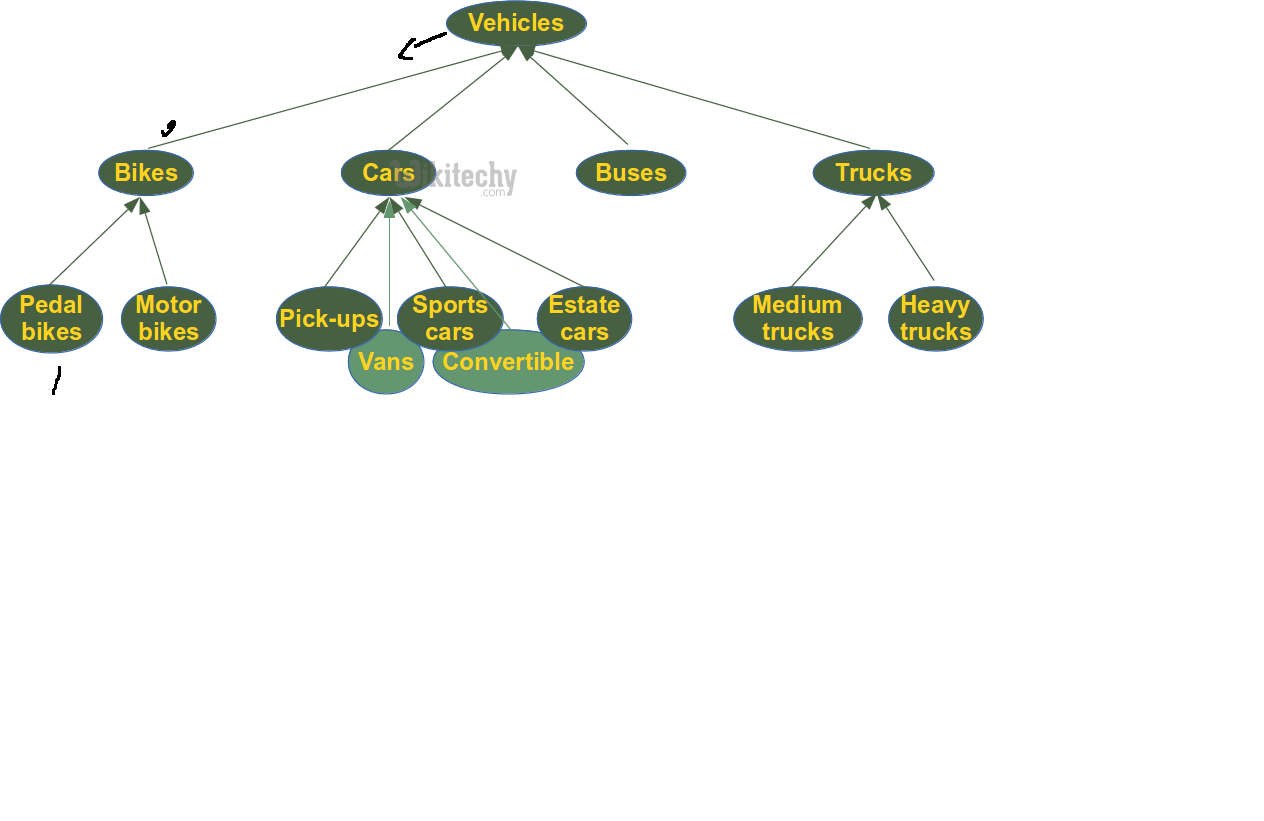 Vehicles
Bikes
Cars
Wikitechy
.com
Buses
Trucks
Pedal
bikes
Motor
bikes
Pick-ups
Sports
cars
Estate
cars
Medium
trucks
Heavy
trucks
Vans
Convertible